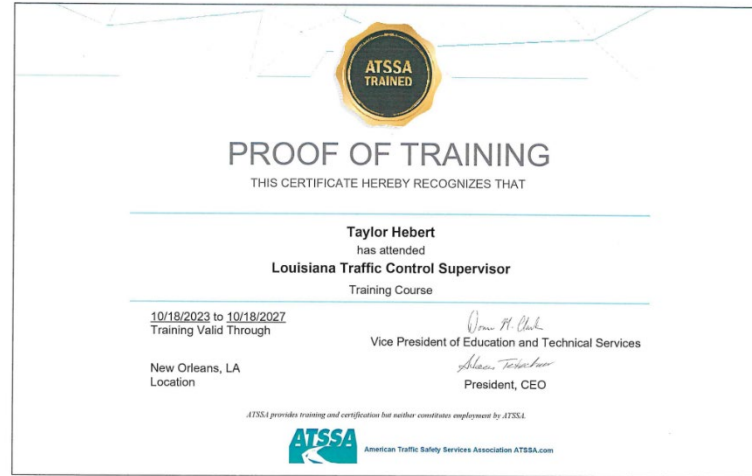 ATSSA
TRAINED
PROOF OF TRAINING
THIS CERTIFICATE HEREBY RECOGNIZES THAT
Taylor Hebert
has attended
Louisiana Traffic Control Supervisor
Training Course
10/18/2023 to 10/18/2027
Training Valid Through
Vice President of Education and Technical Services
New Orleans, LA
Location
President, CEO
ATSSA provides training and certification but neither constitutes employment by ATSSA.
ATSSA
American Traffic Safety Services Association ATSSA.com